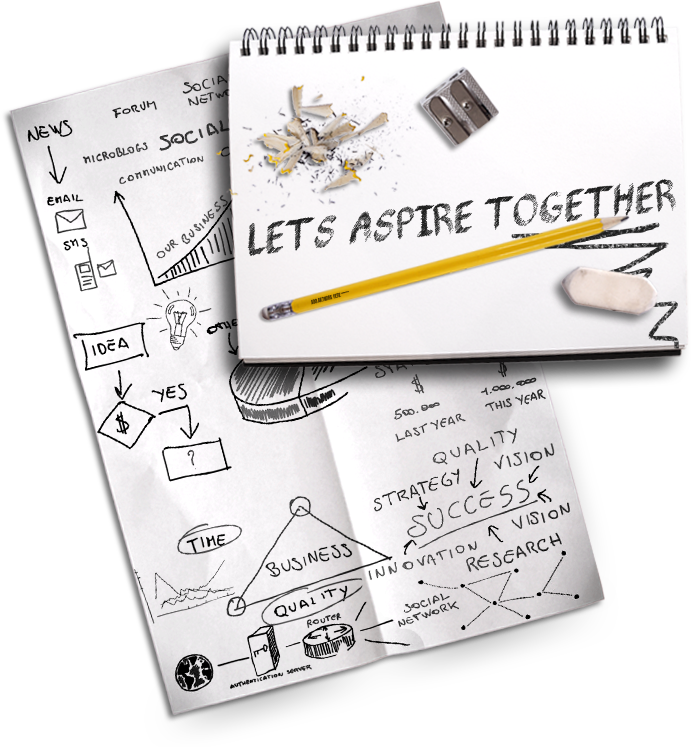 LETS ASPIRE TOGETHER
NEWS
FORUM
SOCIA
NETW
MICROBLOGS
SOCIAL
COMMUNICATION
EMAIL
SMS
OUR BUSINESS
IDEA
YES
$
?
$
500.000
LAST YEAR
$
1.000.000
THIS YEAR
QUALITY
STRATEGY
VISION
SUCCESS
INNOVATION
VISION
RESEARCH
TIME
BUSINESS
QUALITY
ROUTER
SOCIAL
NETWORK
AUTHENTICATION SERVER